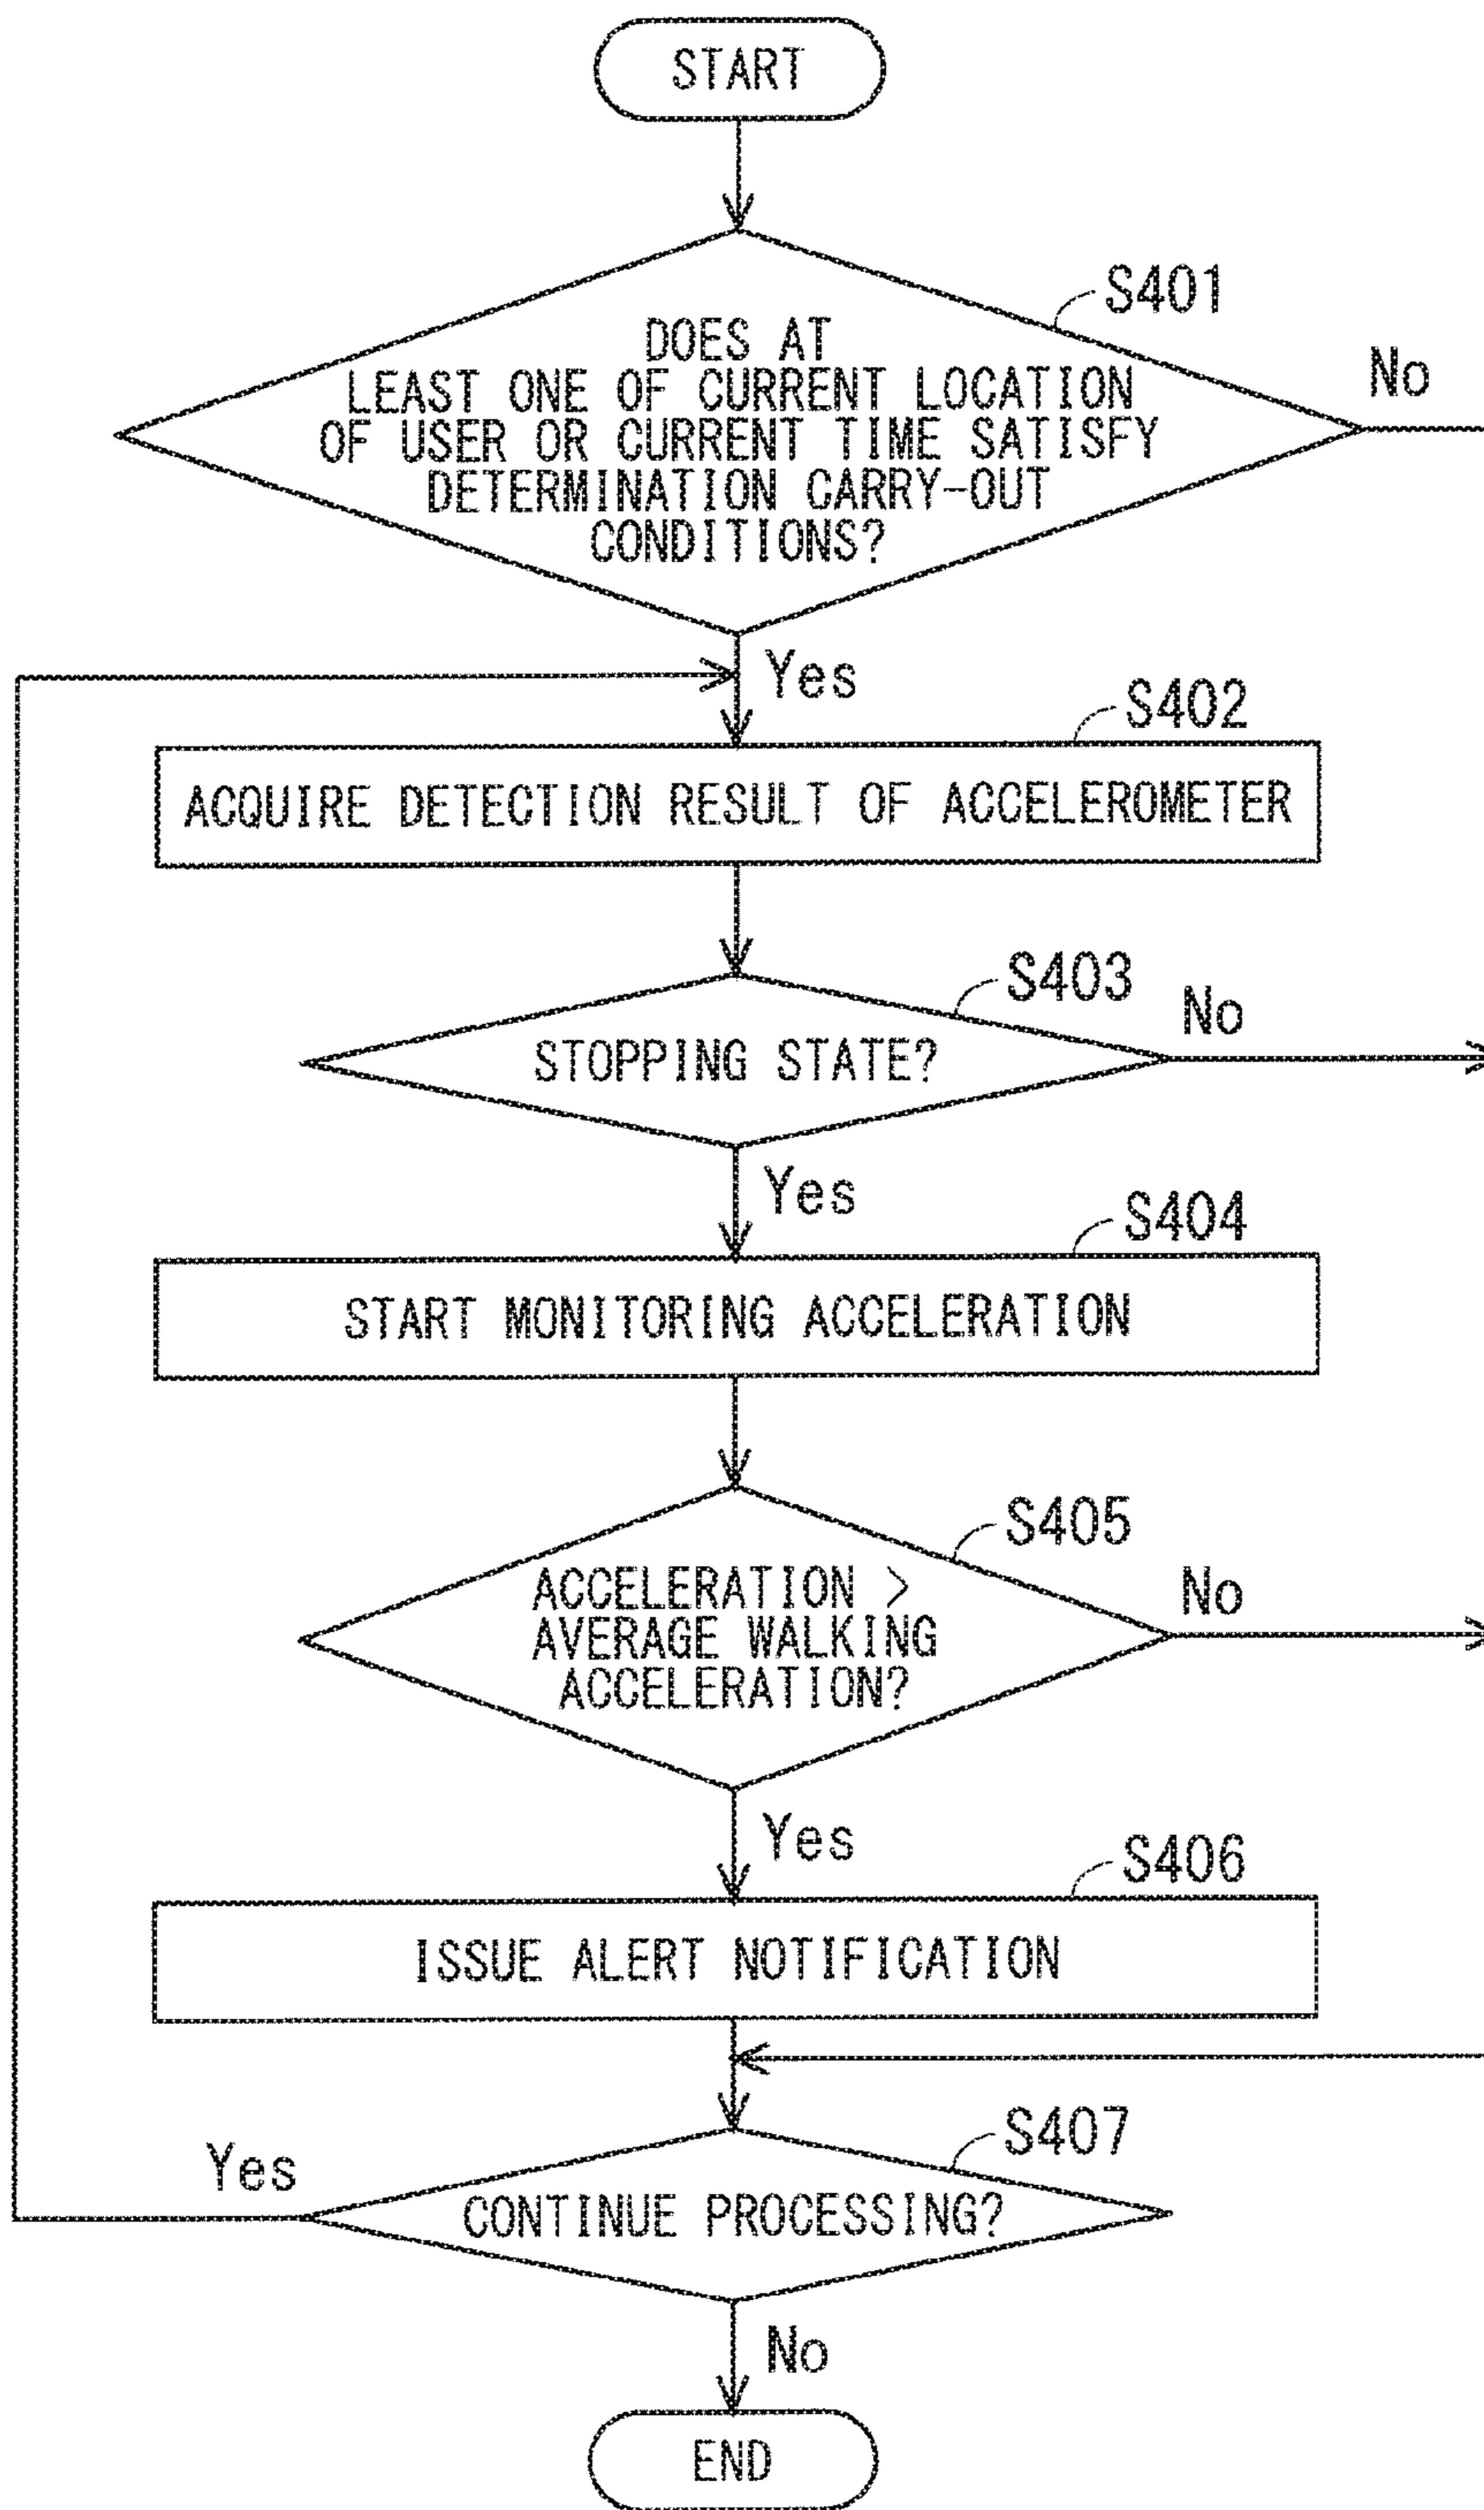 START
S401
DOES AT
LEAST ONE OF CURRENT LOCATION
OF USER OR CURRENT TIME SATISFY
DETERMINATION CARRY-OUT
CONDITIONS?
No
Yes
S402
ACQUIRE DETECTION RESULT OF ACCELEROMETER
S403
STOPPING STATE?
No
Yes
S404
START MONITORING ACCELERATION
S405
ACCELERATION >
AVERAGE WALKING
ACCELERATION?
No
Yes
S406
ISSUE ALERT NOTIFICATION
S407
CONTINUE PROCESSING?
Yes
No
END